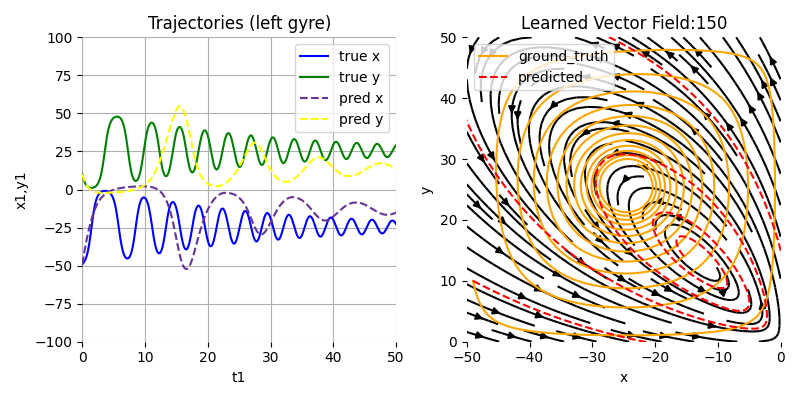 Trajectories (left gyre)
100
75
50
25
0
−25
−50
−75
−100
x1,y1
0
10
20
30
40
50
t1
true x
true y
pred x
pred y
Learned Vector Field:150
50
40
30
20
10
0
y
−50
−40
−30
−20
−10
0
x
ground_truth
predicted